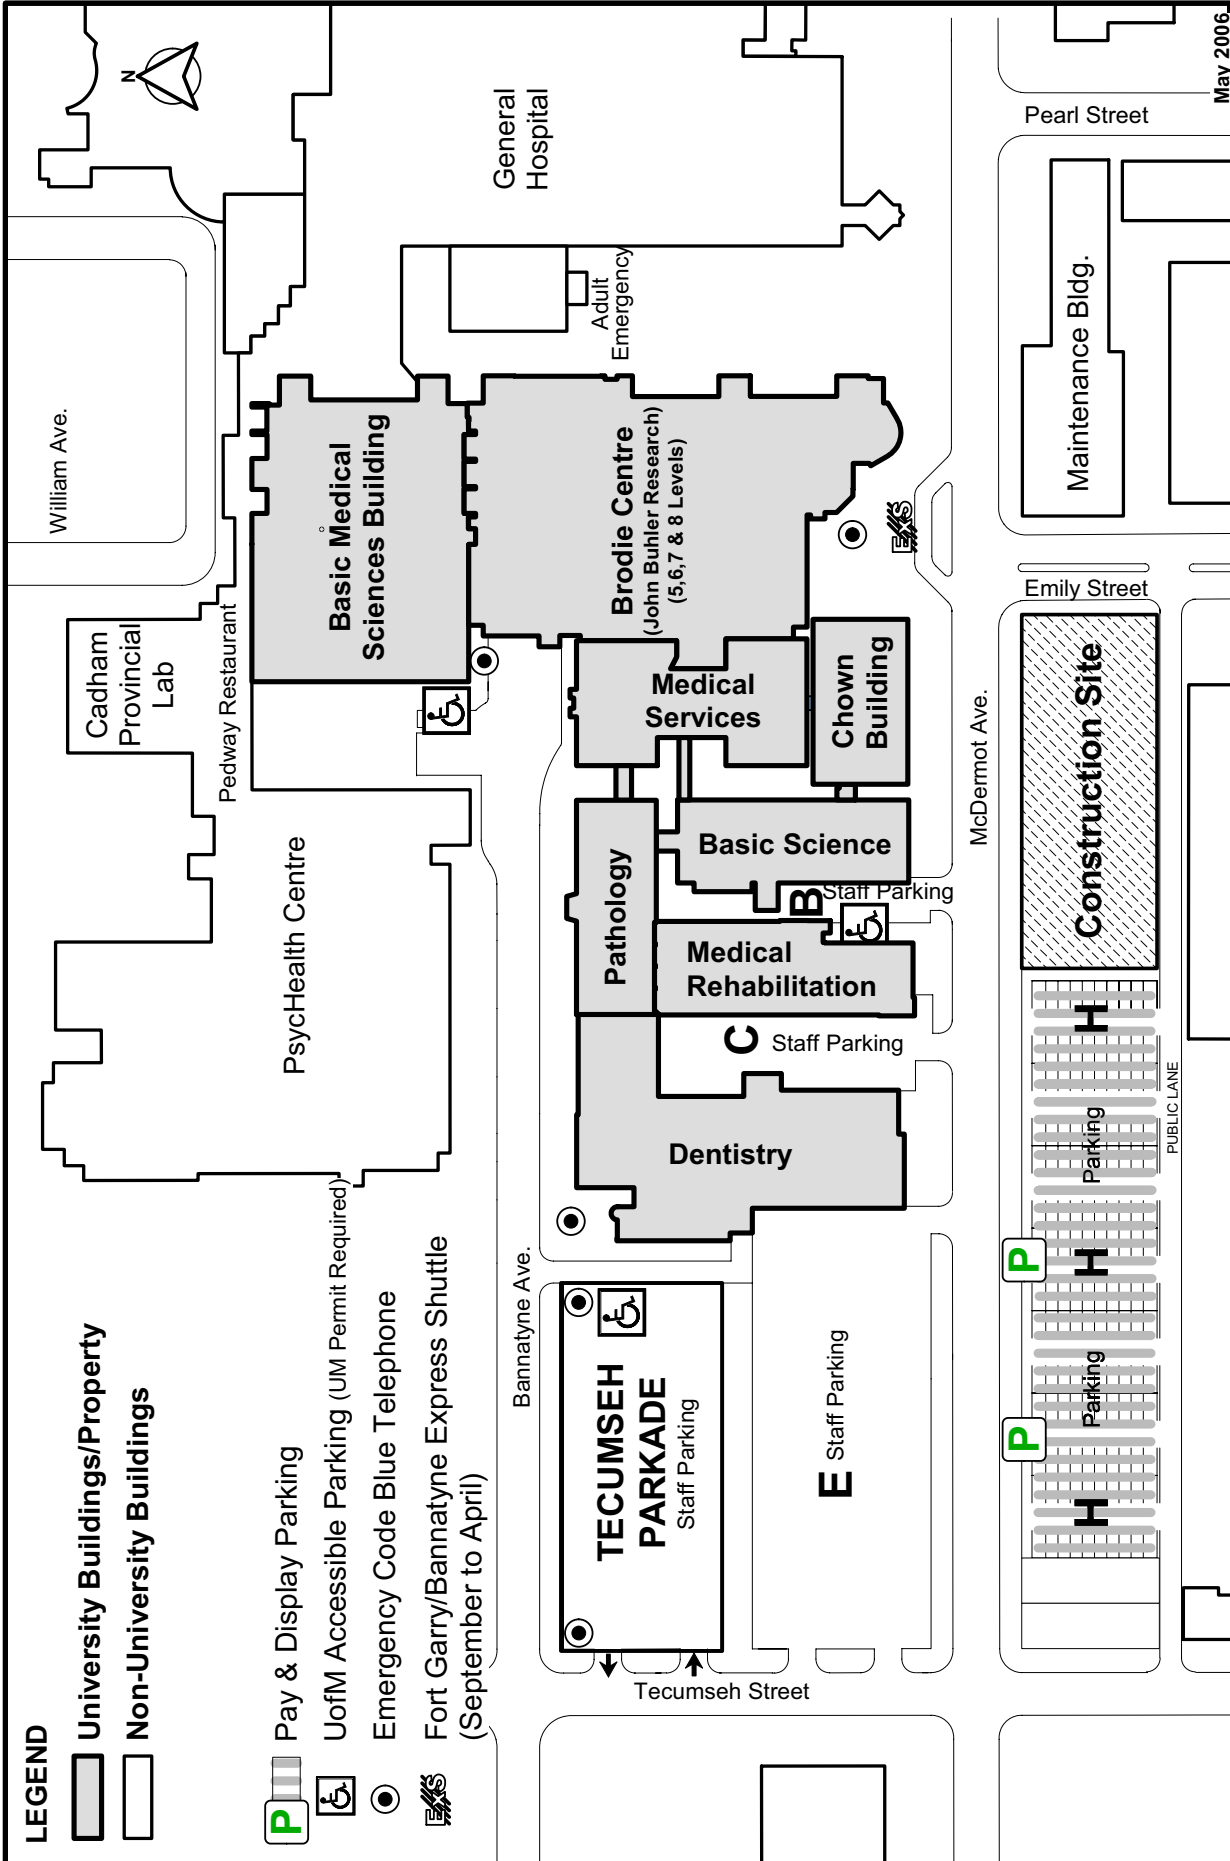 LEGEND
University Buildings/Property
Non-University Buildings
P
Pay & Display Parking
UofM Accessible Parking (UM Permit Required)
Emergency Code Blue Telephone
EXS
Fort Garry/Bannatyne Express Shuttle
(September to April)
N
William Ave.
Cadham
Provincial
Lab
Pedway Restaurant
PsycHealth Centre
Basic Medical
Sciences Building
General
Hospital
Adult
Emergency
Brodie Centre
(John Buhler Research)
(5,6,7 & 8 Levels)
EXS
Medical
Services
Chown
Building
Pathology
Basic Science
B
Staff Parking
Medical
Rehabilitation
C Staff Parking
Dentistry
Bannatyne Ave.
TECUMSEH
PARKADE
Staff Parking
E Staff Parking
Tecumseh Street
McDermot Ave.
Emily Street
Pearl Street
Maintenance Bldg.
Construction Site
P
P
H
Parking
H
Parking
H
PUBLIC LANE
May 2006